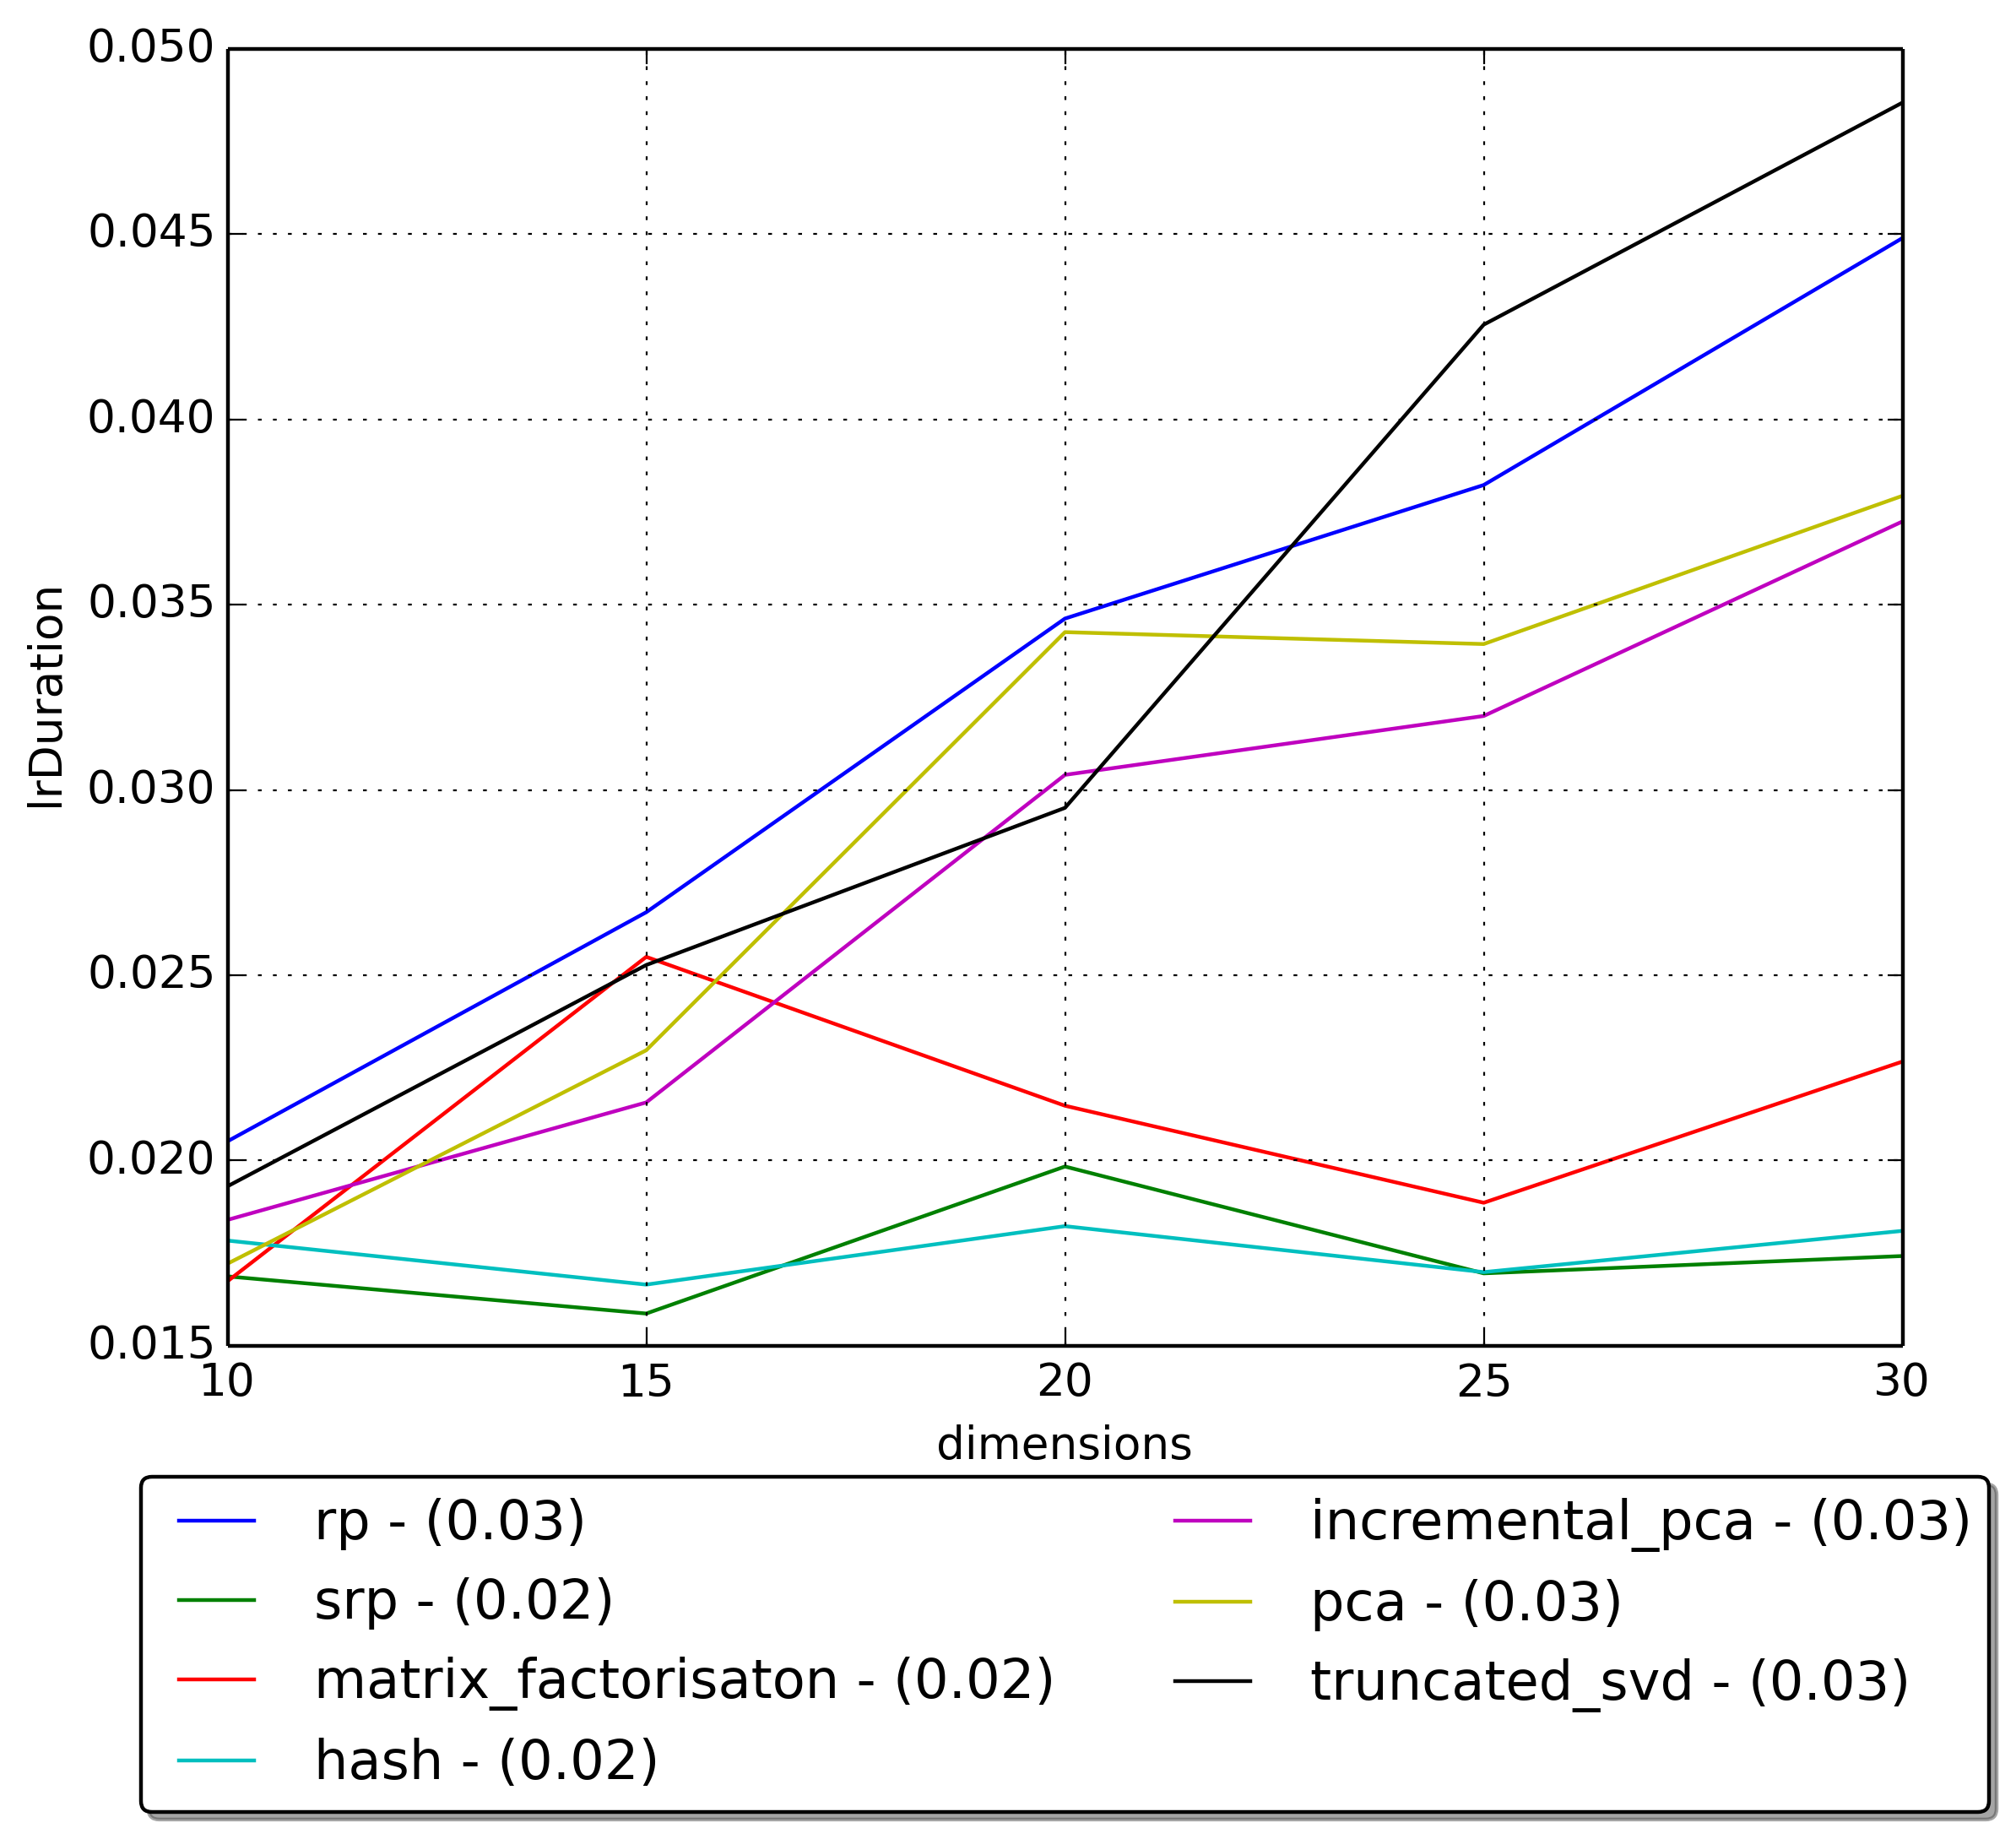 0.050
0.045
0.040
0.035
0.030
0.025
0.020
0.015
lrDuration
10 15 20 25 30
dimensions
rp - (0.03)
srp - (0.02)
matrix_factorisaton - (0.02)
hash - (0.02)
incremental_pca - (0.03)
pca - (0.03)
truncated_svd - (0.03)